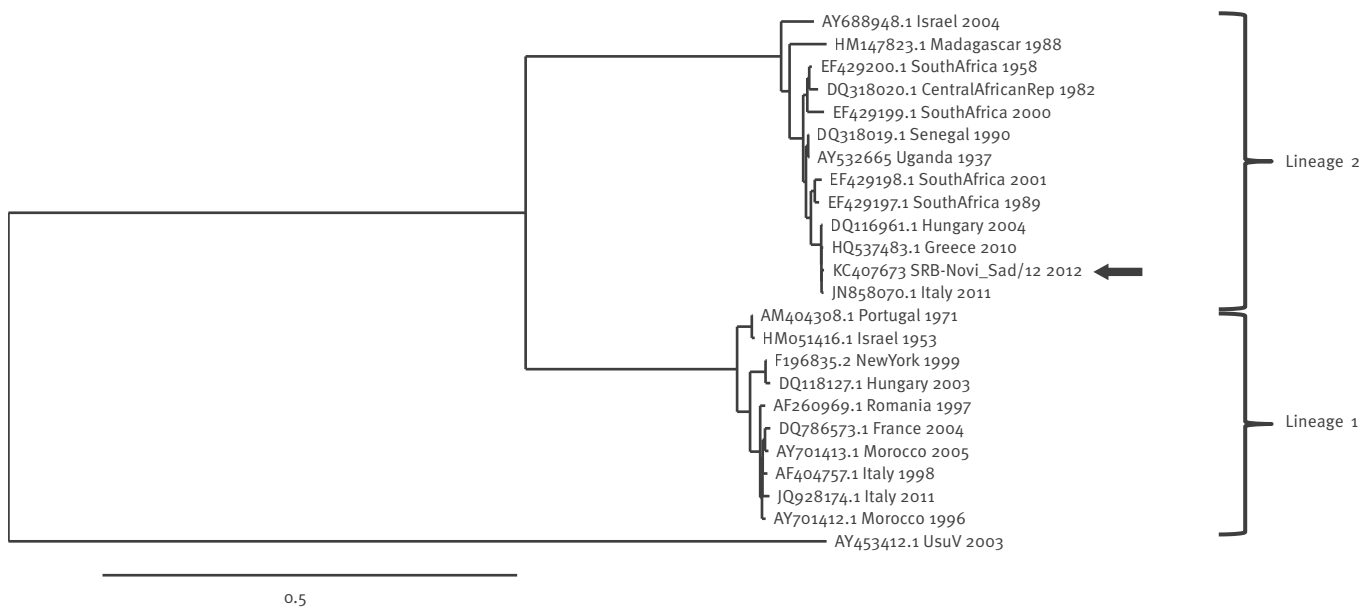 AY688948.1 Israel 2004
HM147823.1 Madagascar 1988
EF429200.1 SouthAfrica 1958
DQ318020.1 CentralAfricanRep 1982
EF429199.1 SouthAfrica 2000
DQ318019.1 Senegal 1990
AY532665 Uganda 1937
EF429198.1 SouthAfrica 2001
EF429197.1 SouthAfrica 1989
DQ116961.1 Hungary 2004
HQ537483.1 Greece 2010
KC407673 SRB-Novi_Sad/12 2012
JN858070.1 Italy 2011
Lineage 2
AM404308.1 Portugal 1971
HM051416.1 Israel 1953
F196835.2 NewYork 1999
DQ118127.1 Hungary 2003
AF260969.1 Romania 1997
DQ786573.1 France 2004
AY701413.1 Morocco 2005
AF404757.1 Italy 1998
JQ928174.1 Italy 2011
AY701412.1 Morocco 1996
Lineage 1
AY453412.1 UsuV 2003
0.5